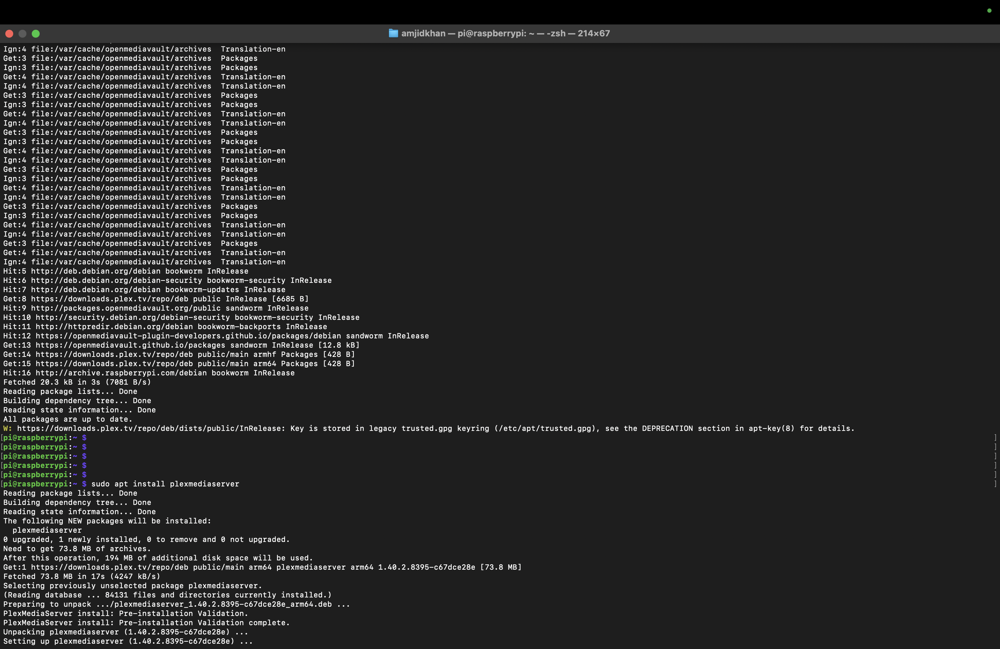 amjidkhan — pi@raspberrypi: ~ — -zsh — 214×67
Ign:4 file:/var/cache/openmediavault/archives  Translation-en
Get:3 file:/var/cache/openmediavault/archives  Packages
Ign:3 file:/var/cache/openmediavault/archives  Packages
Get:4 file:/var/cache/openmediavault/archives  Translation-en
Ign:4 file:/var/cache/openmediavault/archives  Translation-en
Get:3 file:/var/cache/openmediavault/archives  Packages
Ign:3 file:/var/cache/openmediavault/archives  Packages
Get:4 file:/var/cache/openmediavault/archives  Translation-en
Ign:4 file:/var/cache/openmediavault/archives  Translation-en
Get:3 file:/var/cache/openmediavault/archives  Packages
Ign:3 file:/var/cache/openmediavault/archives  Packages
Get:4 file:/var/cache/openmediavault/archives  Translation-en
Ign:4 file:/var/cache/openmediavault/archives  Translation-en
Get:3 file:/var/cache/openmediavault/archives  Packages
Ign:3 file:/var/cache/openmediavault/archives  Packages
Get:4 file:/var/cache/openmediavault/archives  Translation-en
Ign:4 file:/var/cache/openmediavault/archives  Translation-en
Get:3 file:/var/cache/openmediavault/archives  Packages
Ign:3 file:/var/cache/openmediavault/archives  Packages
Get:4 file:/var/cache/openmediavault/archives  Translation-en
Ign:4 file:/var/cache/openmediavault/archives  Translation-en
Get:3 file:/var/cache/openmediavault/archives  Packages
Get:4 file:/var/cache/openmediavault/archives  Translation-en
Ign:4 file:/var/cache/openmediavault/archives  Translation-en
Hit:5 http://deb.debian.org/debian bookworm InRelease
Hit:6 http://deb.debian.org/debian-security bookworm-security InRelease
Hit:7 http://deb.debian.org/debian bookworm-updates InRelease
Get:8 https://downloads.plex.tv/repo/deb public InRelease [6685 B]
Hit:9 http://packages.openmediavault.org/public sandworm InRelease
Hit:10 http://security.debian.org/debian-security bookworm-security InRelease
Hit:11 http://httpredir.debian.org/debian bookworm-backports InRelease
Hit:12 https://openmediavault-plugin-developers.github.io/packages/debian sandworm InRelease
Get:13 https://openmediavault.github.io/packages sandworm InRelease [12.8 kB]
Get:14 https://downloads.plex.tv/repo/deb public/main armhf Packages [428 B]
Get:15 https://downloads.plex.tv/repo/deb public/main arm64 Packages [428 B]
Hit:16 http://archive.raspberrypi.com/debian bookworm InRelease
Fetched 20.3 kB in 3s (7081 B/s)
Reading package lists... Done
Building dependency tree... Done
Reading state information... Done
All packages are up to date.
W: https://downloads.plex.tv/repo/deb/dists/public/InRelease: Key is stored in legacy trusted.gpg keyring (/etc/apt/trusted.gpg), see the DEPRECATION section in apt-key(8) for details.
[pi@raspberrypi:~ $ ]
[pi@raspberrypi:~ $ ]
[pi@raspberrypi:~ $ ]
[pi@raspberrypi:~ $ ]
[pi@raspberrypi:~ $ ]
[pi@raspberrypi:~ $ sudo apt install plexmediaserver ]
Reading package lists... Done
Building dependency tree... Done
Reading state information... Done
The following NEW packages will be installed:
  plexmediaserver
0 upgraded, 1 newly installed, 0 to remove and 0 not upgraded.
Need to get 73.8 MB of archives.
After this operation, 194 MB of additional disk space will be used.
Get:1 https://downloads.plex.tv/repo/deb public/main arm64 plexmediaserver arm64 1.40.2.8395-c67dce28e [73.8 MB]
Fetched 73.8 MB in 17s (4247 kB/s)
Selecting previously unselected package plexmediaserver.
(Reading database ... 84131 files and directories currently installed.)
Preparing to unpack .../plexmediaserver_1.40.2.8395-c67dce28e_arm64.deb ...
PlexMediaServer install: Pre-installation Validation.
PlexMediaServer install: Pre-installation Validation complete.
Unpacking plexmediaserver (1.40.2.8395-c67dce28e) ...
Setting up plexmediaserver (1.40.2.8395-c67dce28e) ...